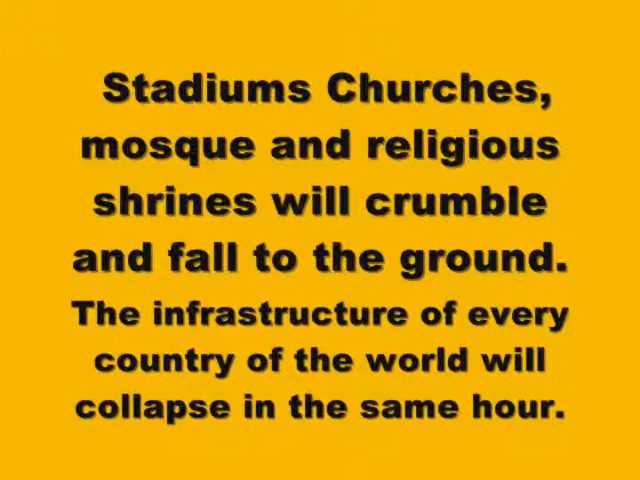 Stadiums Churches,
mosque and religious
shrines will crumble
and fall to the ground.
The infrastructure of every
country of the world will
collapse in the same hour.